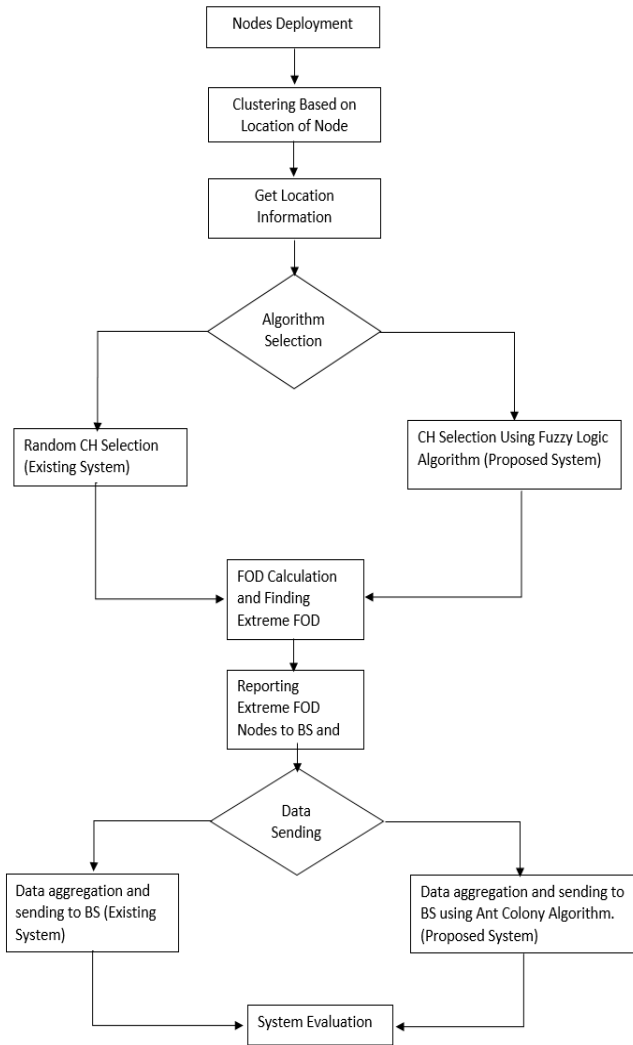 Nodes Deployment
Clustering Based on
Location of Node
Get Location
Information
Algorithm
Selection
Random CH Selection
(Existing System)
CH Selection Using Fuzzy Logic
Algorithm (Proposed System)
FOD Calculation
and Finding
Extreme FOD
Reporting
Extreme FOD
Nodes to BS and
Data
Sending
Data aggregation and
sending to BS (Existing
System)
Data aggregation and sending to
BS using Ant Colony Algorithm.
(Proposed System)
System Evaluation